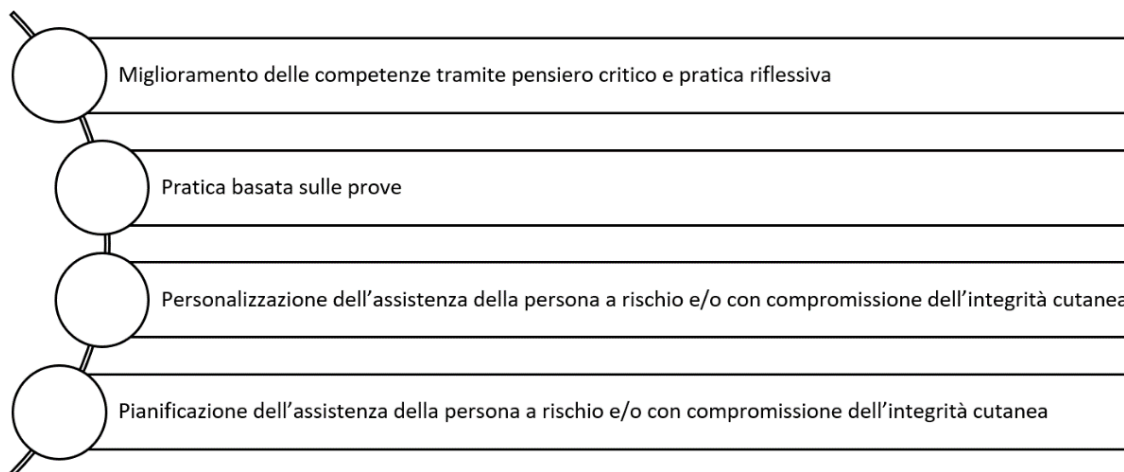 Miglioramento delle competenze tramite pensiero critico e pratica riflessiva
Pratica basata sulle prove
Personalizzazione dell’assistenza della persona a rischio e/o con compromissione dell’integrità cutanea
Pianificazione dell’assistenza della persona a rischio e/o con compromissione dell’integrità cutanea